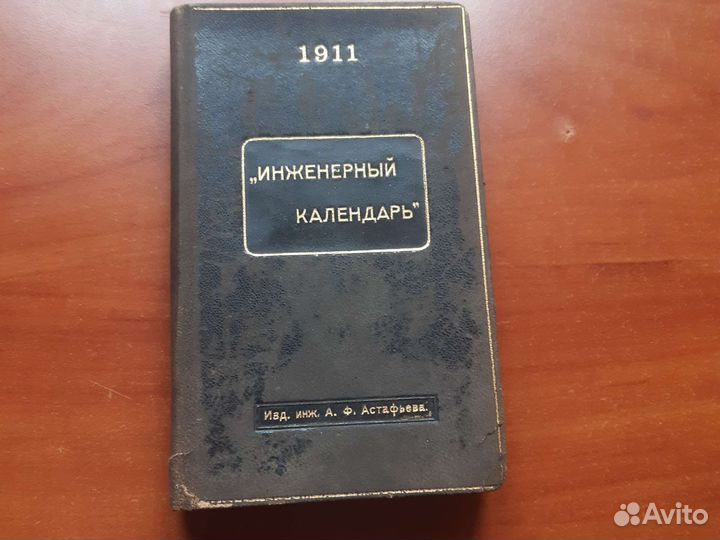 1911
„ИНЖЕНЕРНЫЙ
КАЛЕНДАРЬ"
Изд. инж. А. Ф. Астафьева.
Avito